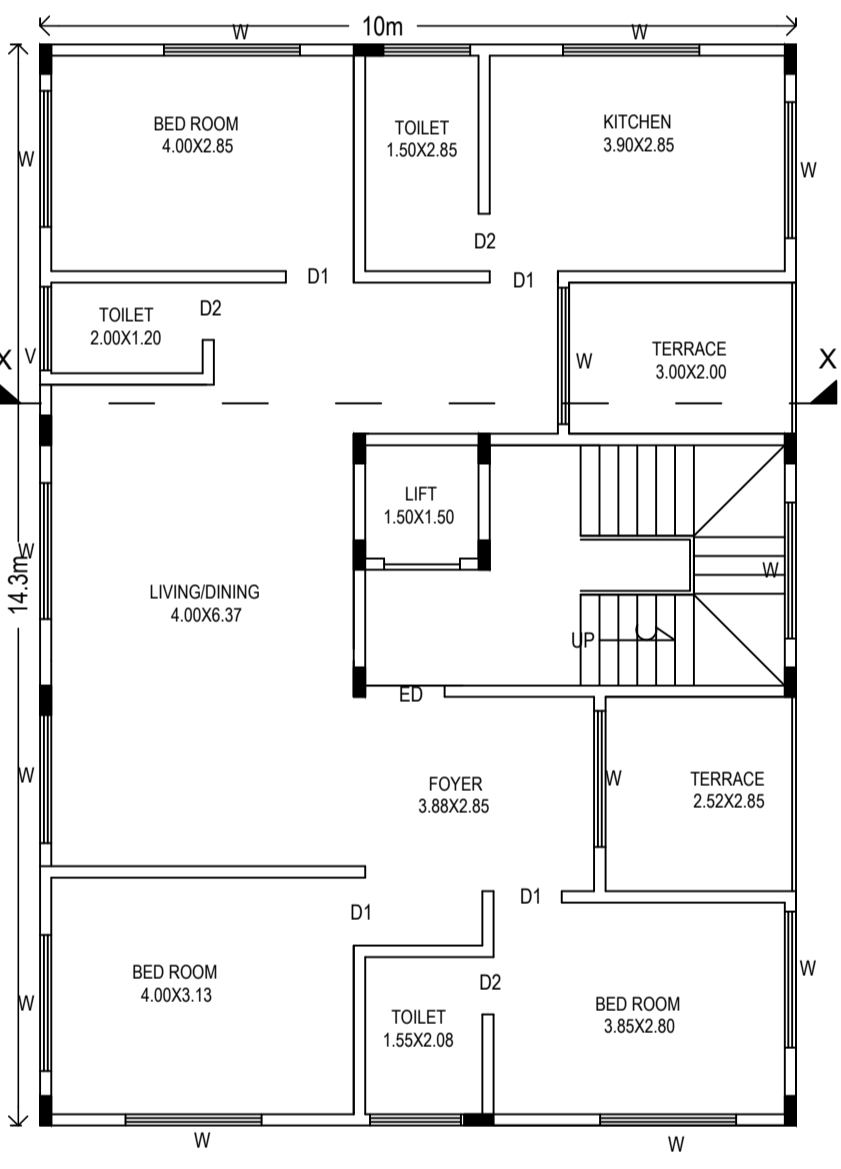 10m
W
W
BED ROOM
4.00X2.85
TOILET
1.50X2.85
KITCHEN
3.90X2.85
W
W
D2
D1
D1
TOILET
2.00X1.20
D2
V
W
TERRACE
3.00X2.00
X
X
LIFT
1.50X1.50
14.3m
W
LIVING/DINING
4.00X6.37
W
UP
ED
W
FOYER
3.88X2.85
W
TERRACE
2.52X2.85
D1
D1
BED ROOM
4.00X3.13
W
TOILET
1.55X2.08
D2
BED ROOM
3.85X2.80
W
W
W